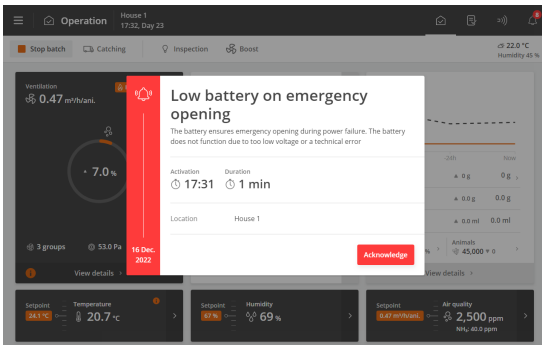 Operation
House 1
17:32, Day 23
Stop batch
Catching
Inspection
Boost
22.0 °C
Humidity 45 %
Ventilation
0.47 m³/h/ani.
7.0 %
3 groups
53.0 Pa
View details
16 Dec.
2022
Low battery on emergency
opening
The battery ensures emergency opening during power failure. The battery
does not function due to too low voltage or a technical error
Activation
Duration
17:31
1 min
Location
House 1
Acknowledge
-24h
Now
0 g
0 g
0.0 g
0.0 g
0.0 ml
0.0 ml
Animals
45,000
0
View details
Setpoint
24.1 °C
Temperature
20.7 °C
Setpoint
67 %
Humidity
69 %
Setpoint
0.47 m³/h/ani.
Air quality
2,500 ppm
NH₃: 40.0 ppm